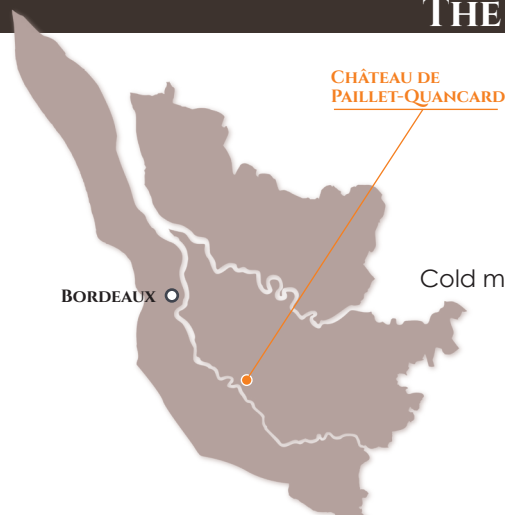 THE
CHÂTEAU DE
PAILLET-QUANCARD
Cold m
BORDEAUX